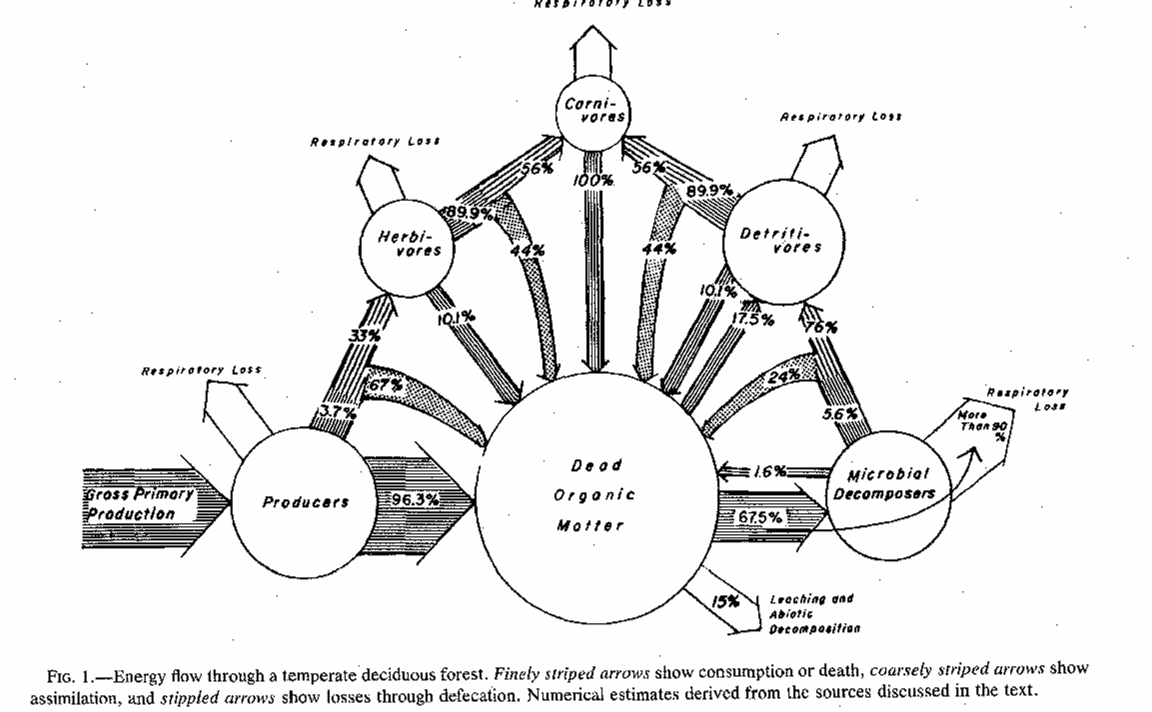 Respiratory Loss
Carni-
vores
Respiratory Loss
Respiratory Loss
56%
100%
56%
89.9%
89.9%
Herbi-
vores
Detriti-
vores
44%
44%
10.1%
10.1%
17.5%
76%
33%
Respiratory Loss
67%
24%
3.7%
5.6%
Respiratory
Loss
More
Than 90
%
Dead
Organic
Matter
1.6%
Microbial
Decomposers
Gross Primary
Production
Producers
96.3%
67.5%
15%
Leaching and
Abiotic
Decomposition
FIG. 1.—Energy flow through a temperate deciduous forest. Finely striped arrows show consumption or death, coarsely striped arrows show
assimilation, and stippled arrows show losses through defecation. Numerical estimates derived from the sources discussed in the text.